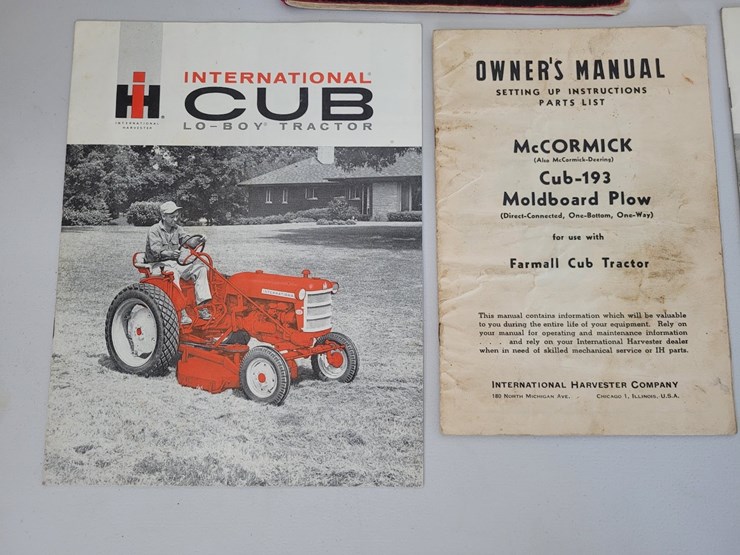 IH
INTERNATIONAL
HARVESTER
INTERNATIONAL®
CUB
LO-BOY® TRACTOR
INTERNATIONAL
OWNER'S MANUAL
SETTING UP INSTRUCTIONS
PARTS LIST
McCORMICK
(Also McCormick-Deering)
Cub-193
Moldboard Plow
(Direct-Connected, One-Bottom, One-Way)
for use with
Farmall Cub Tractor
This manual contains information which will be valuable
to you during the entire life of your equipment. Rely on
your manual for operating and maintenance information
. . . . and rely on your International Harvester dealer
when in need of skilled mechanical service or IH parts.
INTERNATIONAL HARVESTER COMPANY
180 NORTH MICHIGAN AVE. CHICAGO 1, ILLINOIS, U.S.A.